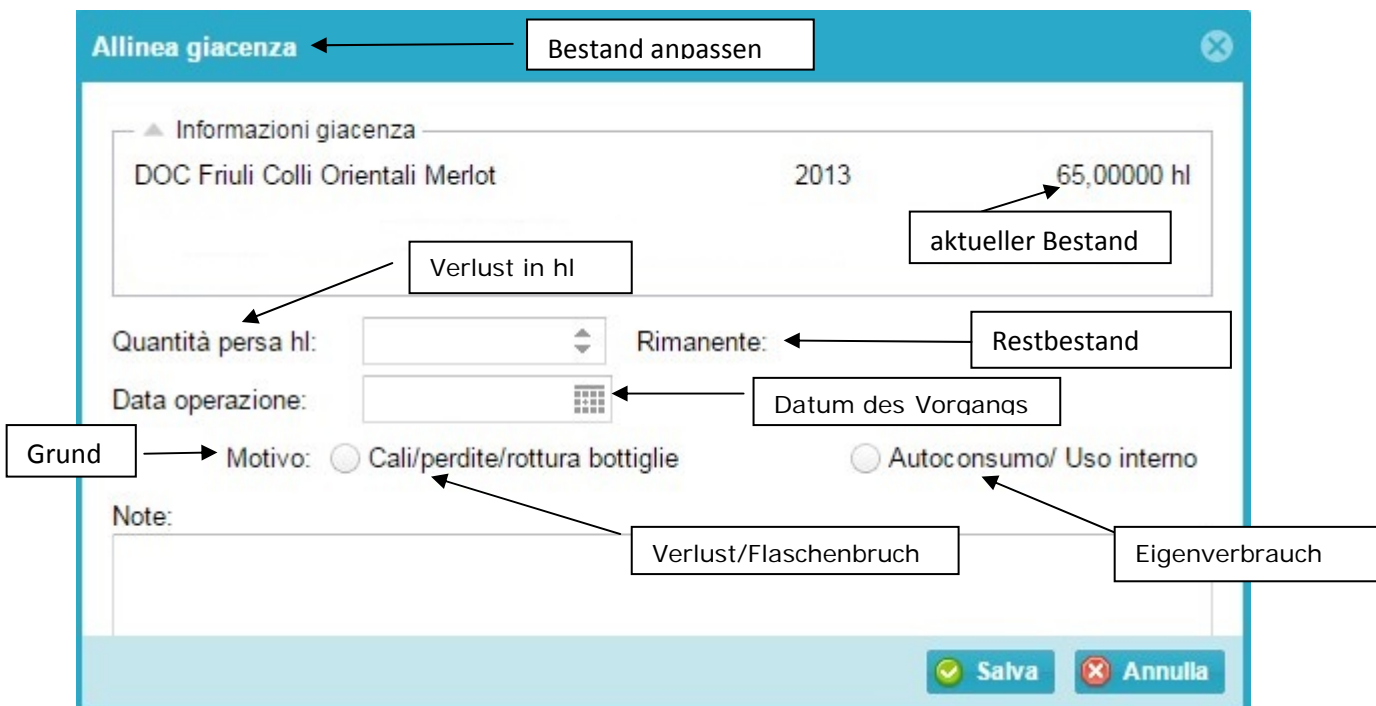 Allinea giacenza Bestand anpassen
Informazioni giacenza
DOC Friuli Colli Orientali Merlot 2013 65,00000 hl
aktueller Bestand
Verlust in hl
Quantità persa hl: Rimanente: Restbestand
Data operazione: Datum des Vorgangs
Grund Motivo: Cali/perdite/rottura bottiglie Autoconsumo/ Uso interno
Note:
Verlust/Flaschenbruch Eigenverbrauch
Salva Annulla